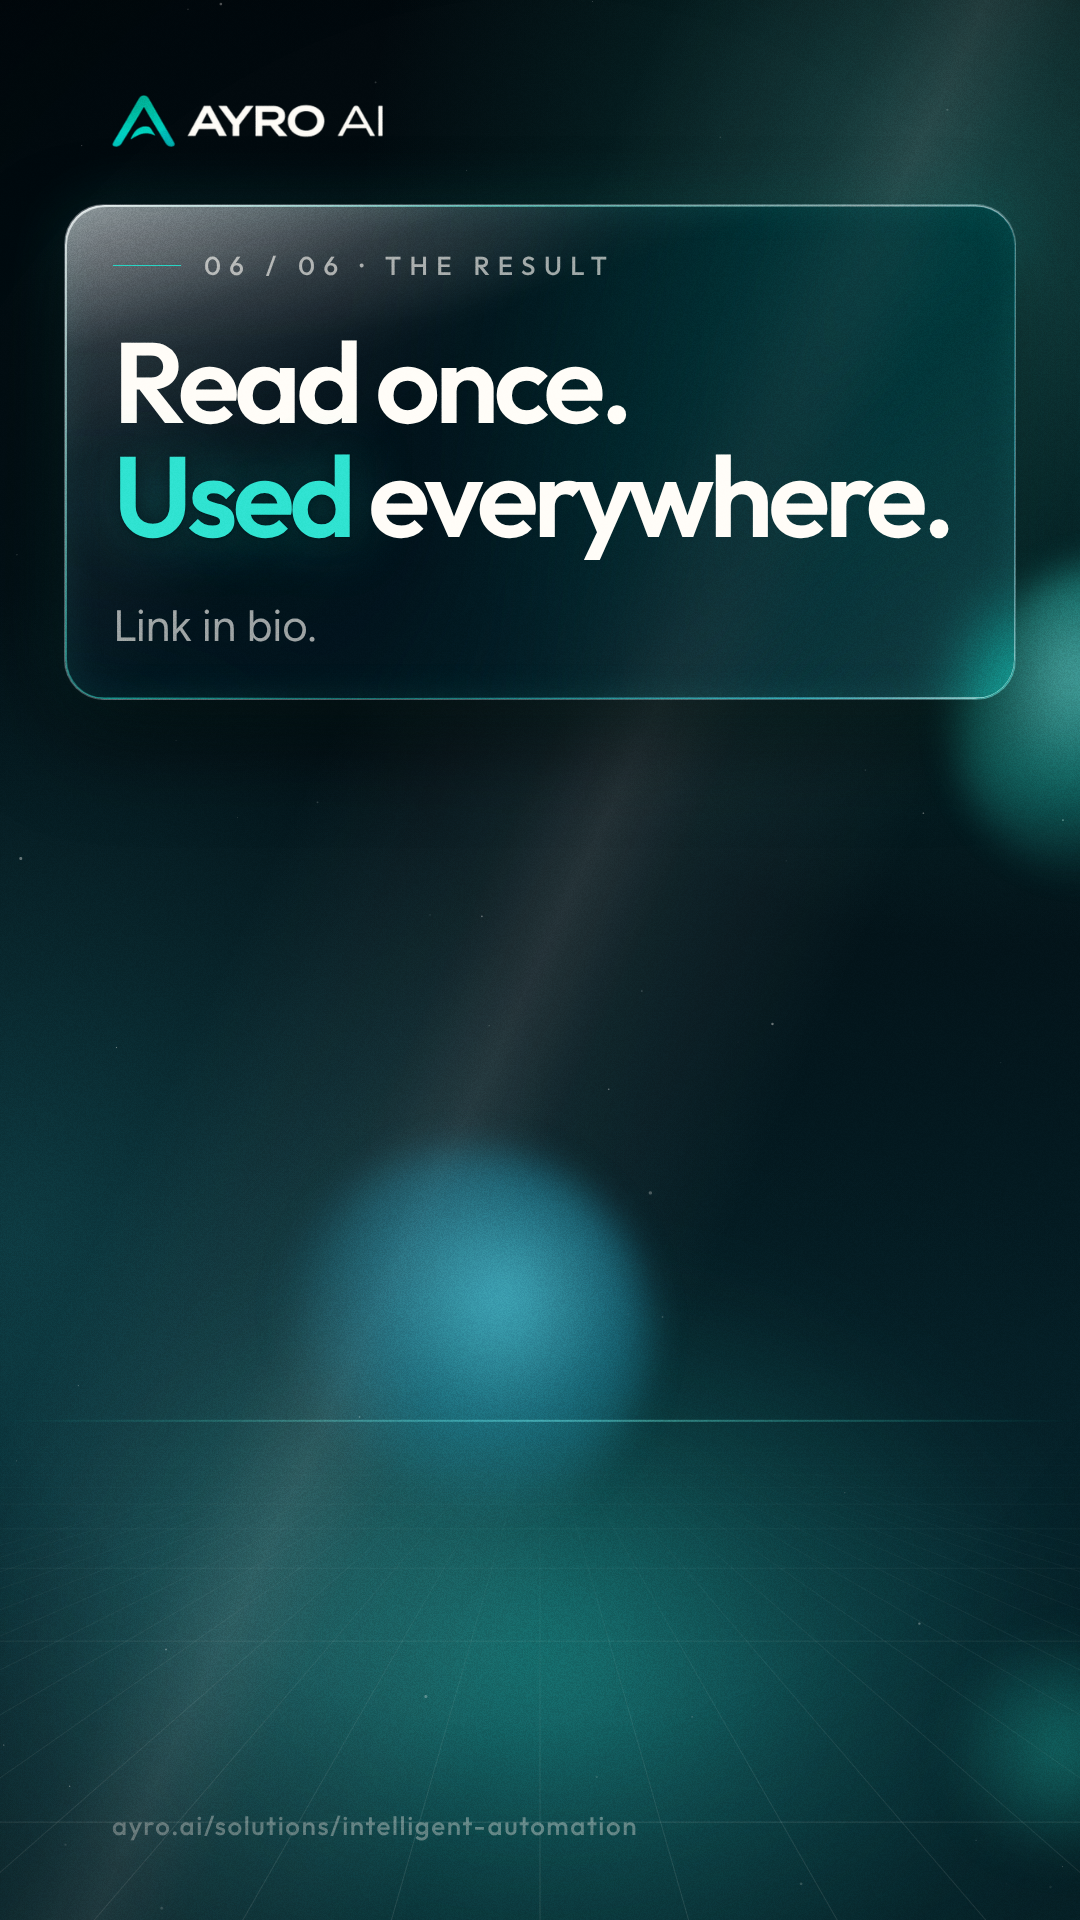 AYRO AI
06 / 06 · THE RESULT
Read once.
Used everywhere.
Link in bio.
ayro.ai/solutions/intelligent-automation